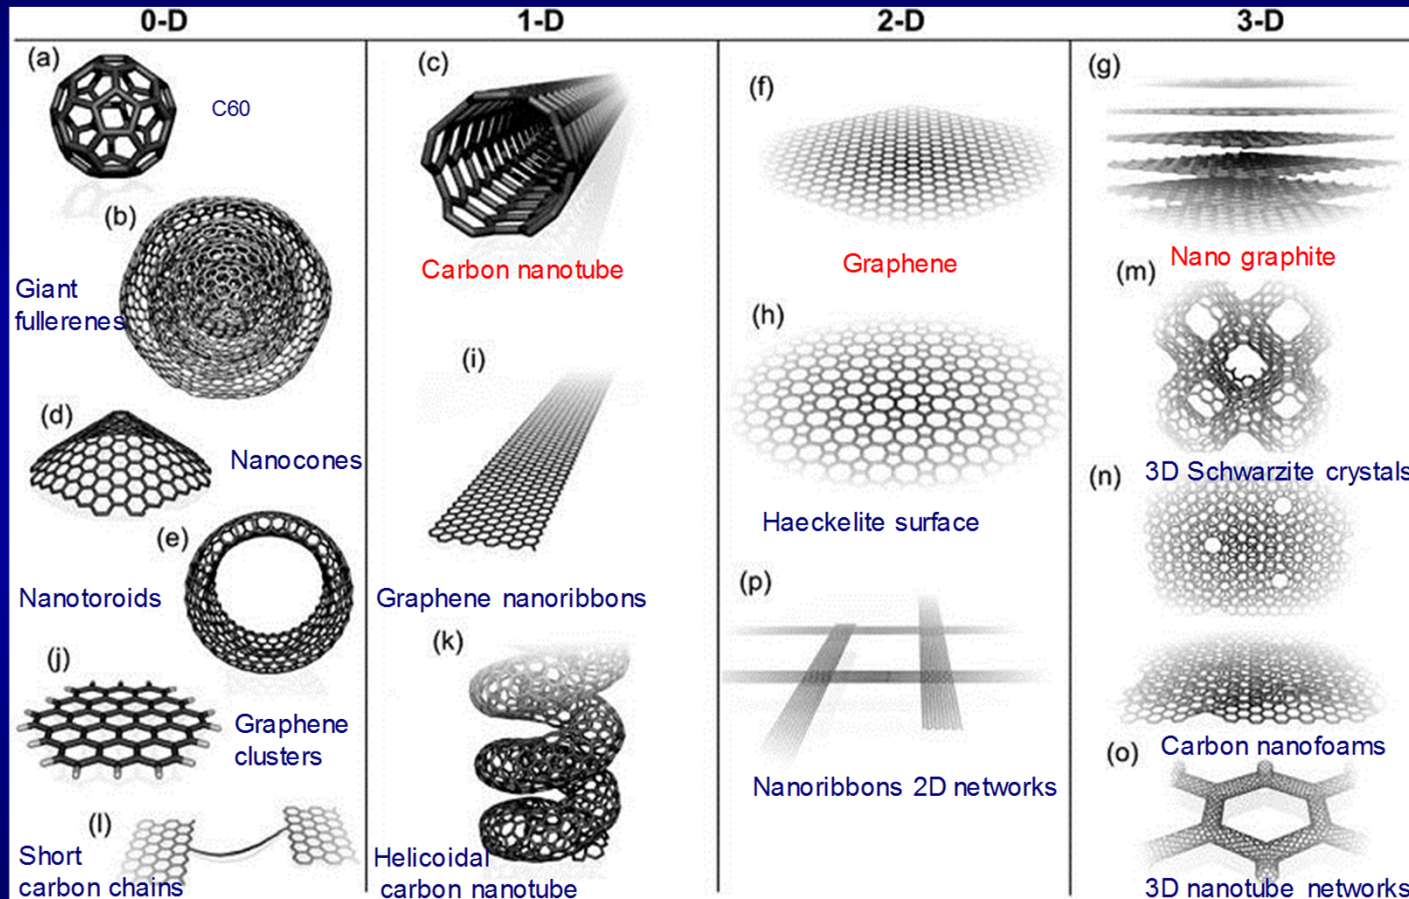 0-D
1-D
2-D
3-D
(a)
C60
(b)
Giant
fullerenes
(d)
Nanocones
(e)
Nanotoroids
(j)
Graphene
clusters
(l)
Short
carbon chains
(c)
Carbon nanotube
(i)
Graphene nanoribbons
(k)
Helicoidal
carbon nanotube
(f)
Graphene
(h)
Haeckelite surface
(p)
Nanoribbons 2D networks
(g)
Nano graphite
(m)
3D Schwarzite crystals
(n)
Carbon nanofoams
(o)
3D nanotube networks